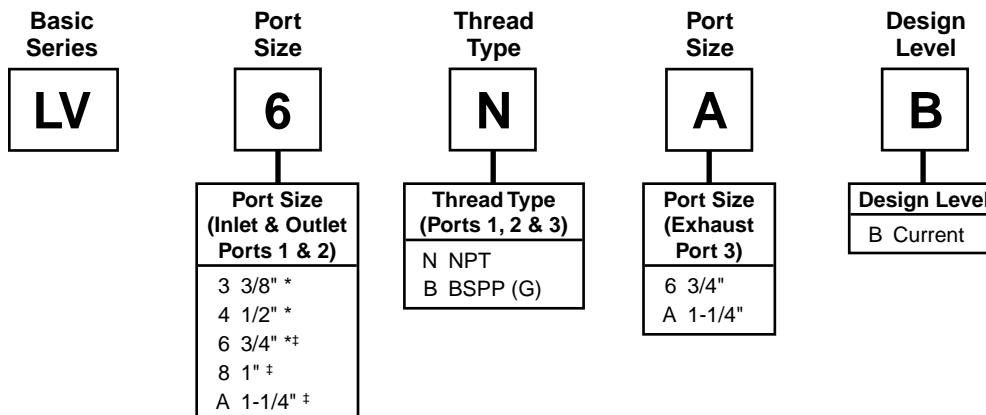 Basic
Series
Port
Size
Thread
Type
Port
Size
Design
Level
LV
6
N
A
B
Port Size
(Inlet & Outlet
Ports 1 & 2)
3 3/8" *
4 1/2" *
6 3/4" *‡
8 1" ‡
A 1-1/4" ‡
Thread Type
(Ports 1, 2 & 3)
N NPT
B BSPP (G)
Port Size
(Exhaust
Port 3)
6 3/4"
A 1-1/4"
Design Level
B Current